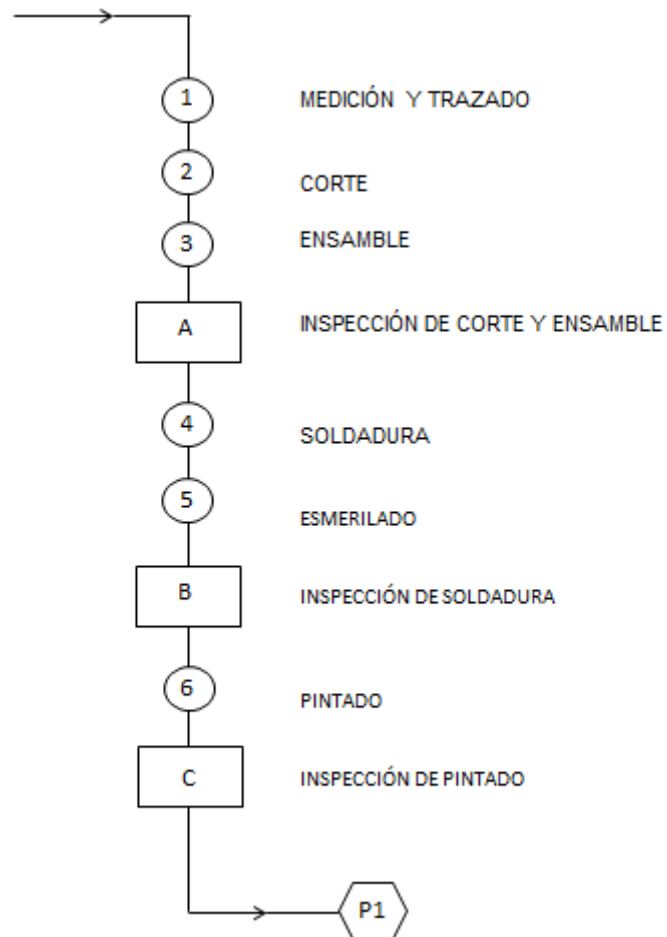 1 MEDICIÓN Y TRAZADO
2 CORTE
3 ENSAMBLE
A INSPECCIÓN DE CORTE Y ENSAMBLE
4 SOLDADURA
5 ESMERILADO
B INSPECCIÓN DE SOLDADURA
6 PINTADO
C INSPECCIÓN DE PINTADO
P1